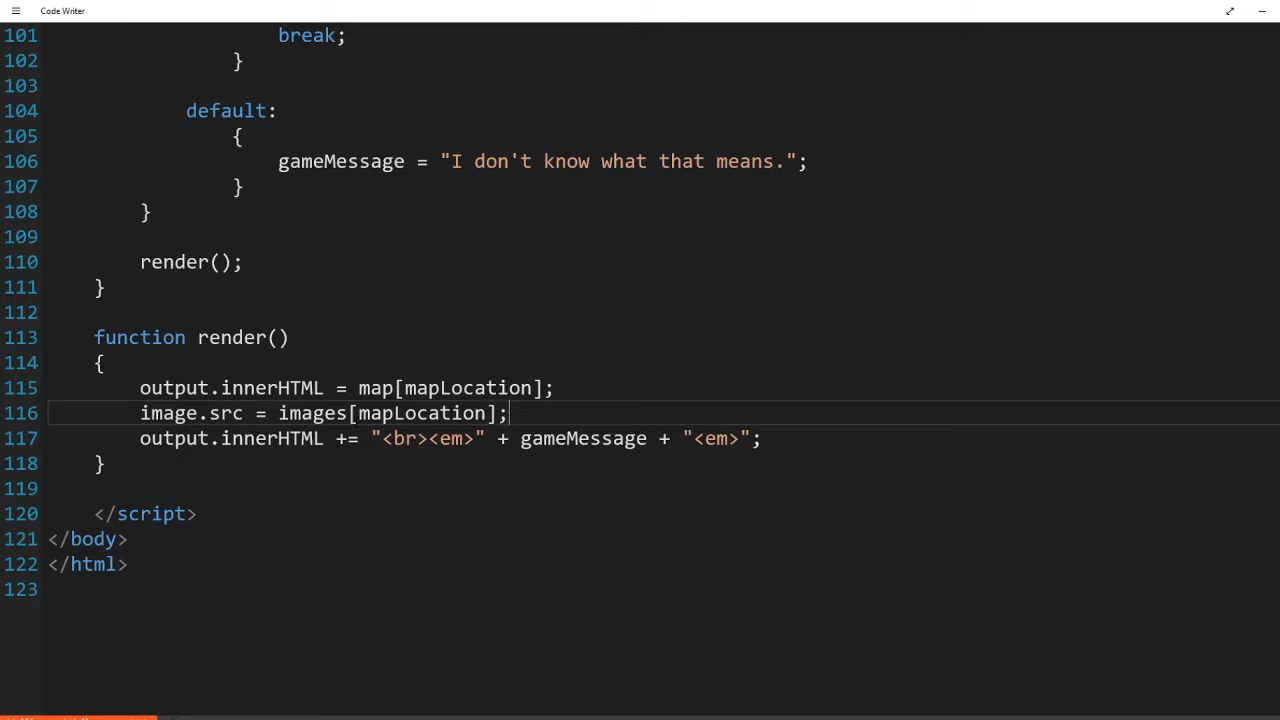 Code Writer
101 break;
102 }
103
104 default:
105 {
106 gameMessage = "I don't know what that means.";
107 }
108 }
109
110 render();
111 }
112
113 function render()
114 {
115 output.innerHTML = map[mapLocation];
116 image.src = images[mapLocation];
117 output.innerHTML += "<br><em>" + gameMessage + "<em>";
118 }
119
120 </script>
121 </body>
122 </html>
123